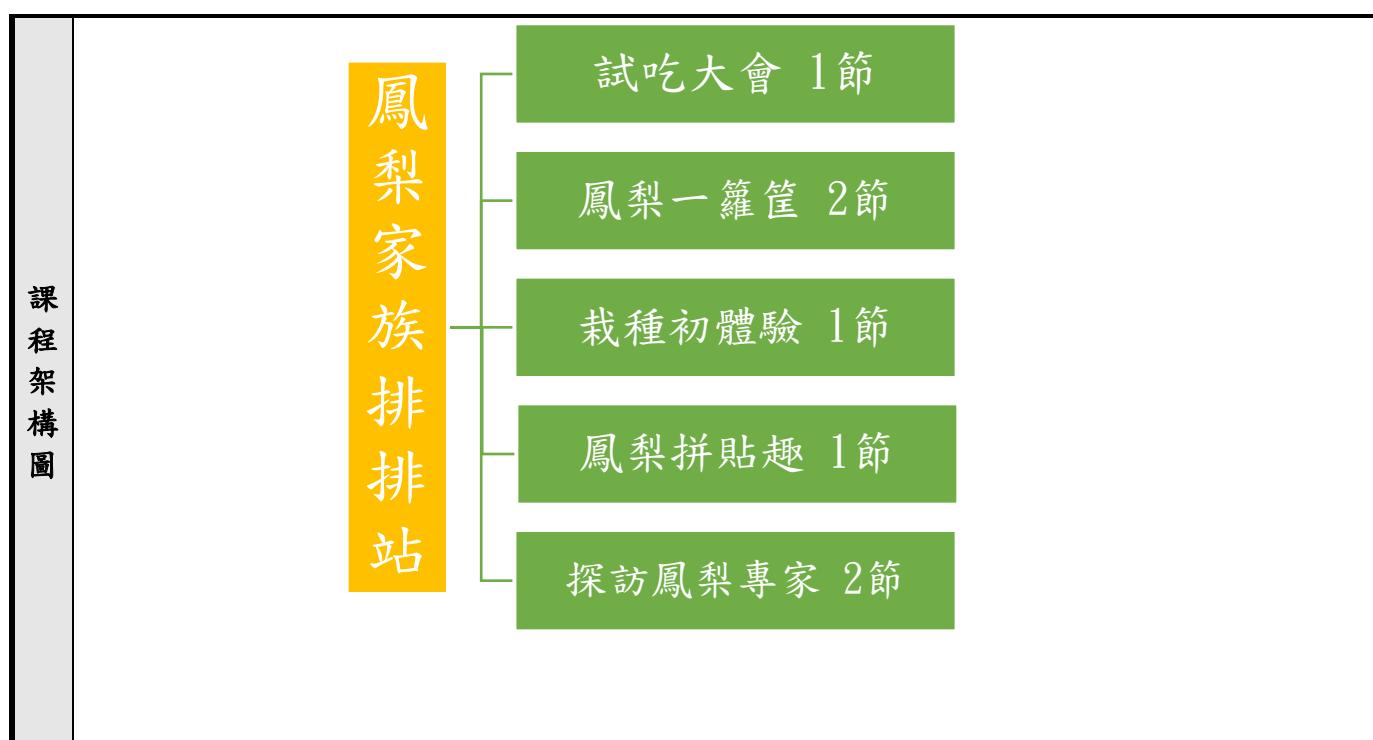 課程架構圖
鳳梨家族排排站
試吃大會 1節
鳳梨一籮筐 2節
栽種初體驗 1節
鳳梨拼貼趣 1節
探訪鳳梨專家 2節